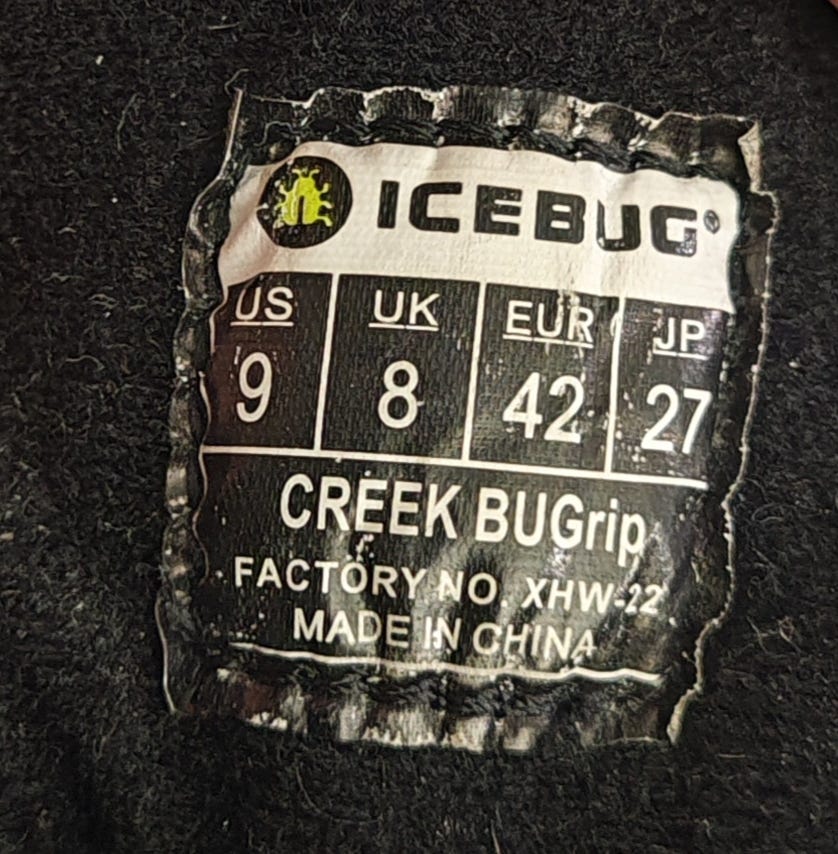 ICEBUG®
US UK EUR JP
9 8 42 27
CREEK BUGrip
FACTORY NO. XHW-22
MADE IN CHINA